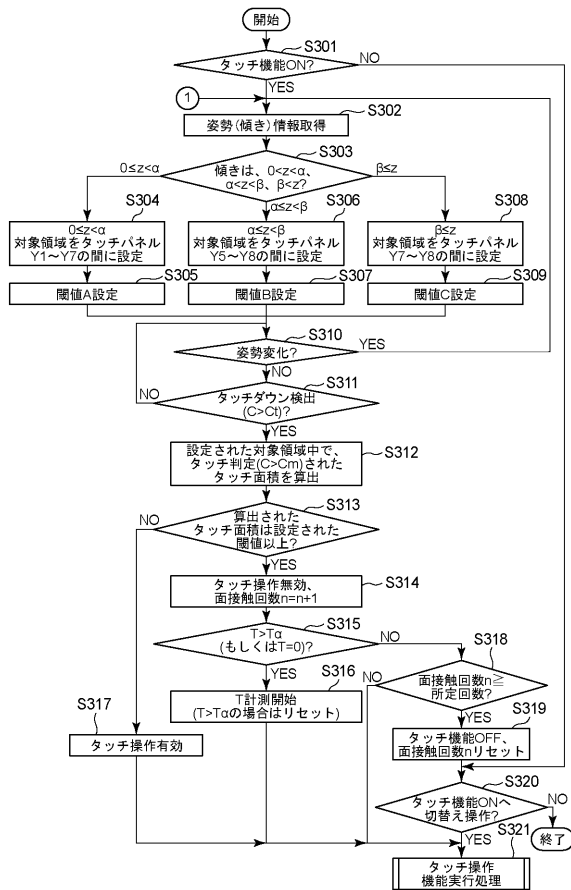 開始
S301
タッチ機能ON?
NO
YES
1
S302
姿勢(傾き)情報取得
S303
傾きは、0<z<α、
α<z<β、β<z?
0≤z<α
α≤z<β
β≤z
S304
0≤z<α
対象領域をタッチパネル
Y1～Y7の間に設定
S306
α≤z<β
対象領域をタッチパネル
Y5～Y8の間に設定
S308
β≤z
対象領域をタッチパネル
Y7～Y8の間に設定
S305
閾値A設定
S307
閾値B設定
S309
閾値C設定
S310
姿勢変化?
YES
NO
S311
タッチダウン検出
(C>Ct)?
NO
YES
S312
設定された対象領域中で、
タッチ判定(C>Cm)された
タッチ面積を算出
S313
算出された
タッチ面積は設定された
閾値以上?
NO
YES
S314
タッチ操作無効、
面接触回数n=n+1
S315
T>Tα
(もしくはT=0)?
NO
YES
S316
T計測開始
(T>Tαの場合はリセット)
S317
タッチ操作有効
S318
面接触回数n≧
所定回数?
NO
YES
S319
タッチ機能OFF、
面接触回数nリセット
S320
タッチ機能ONへ
切替え操作?
NO
YES
終了
S321
タッチ操作
機能実行処理